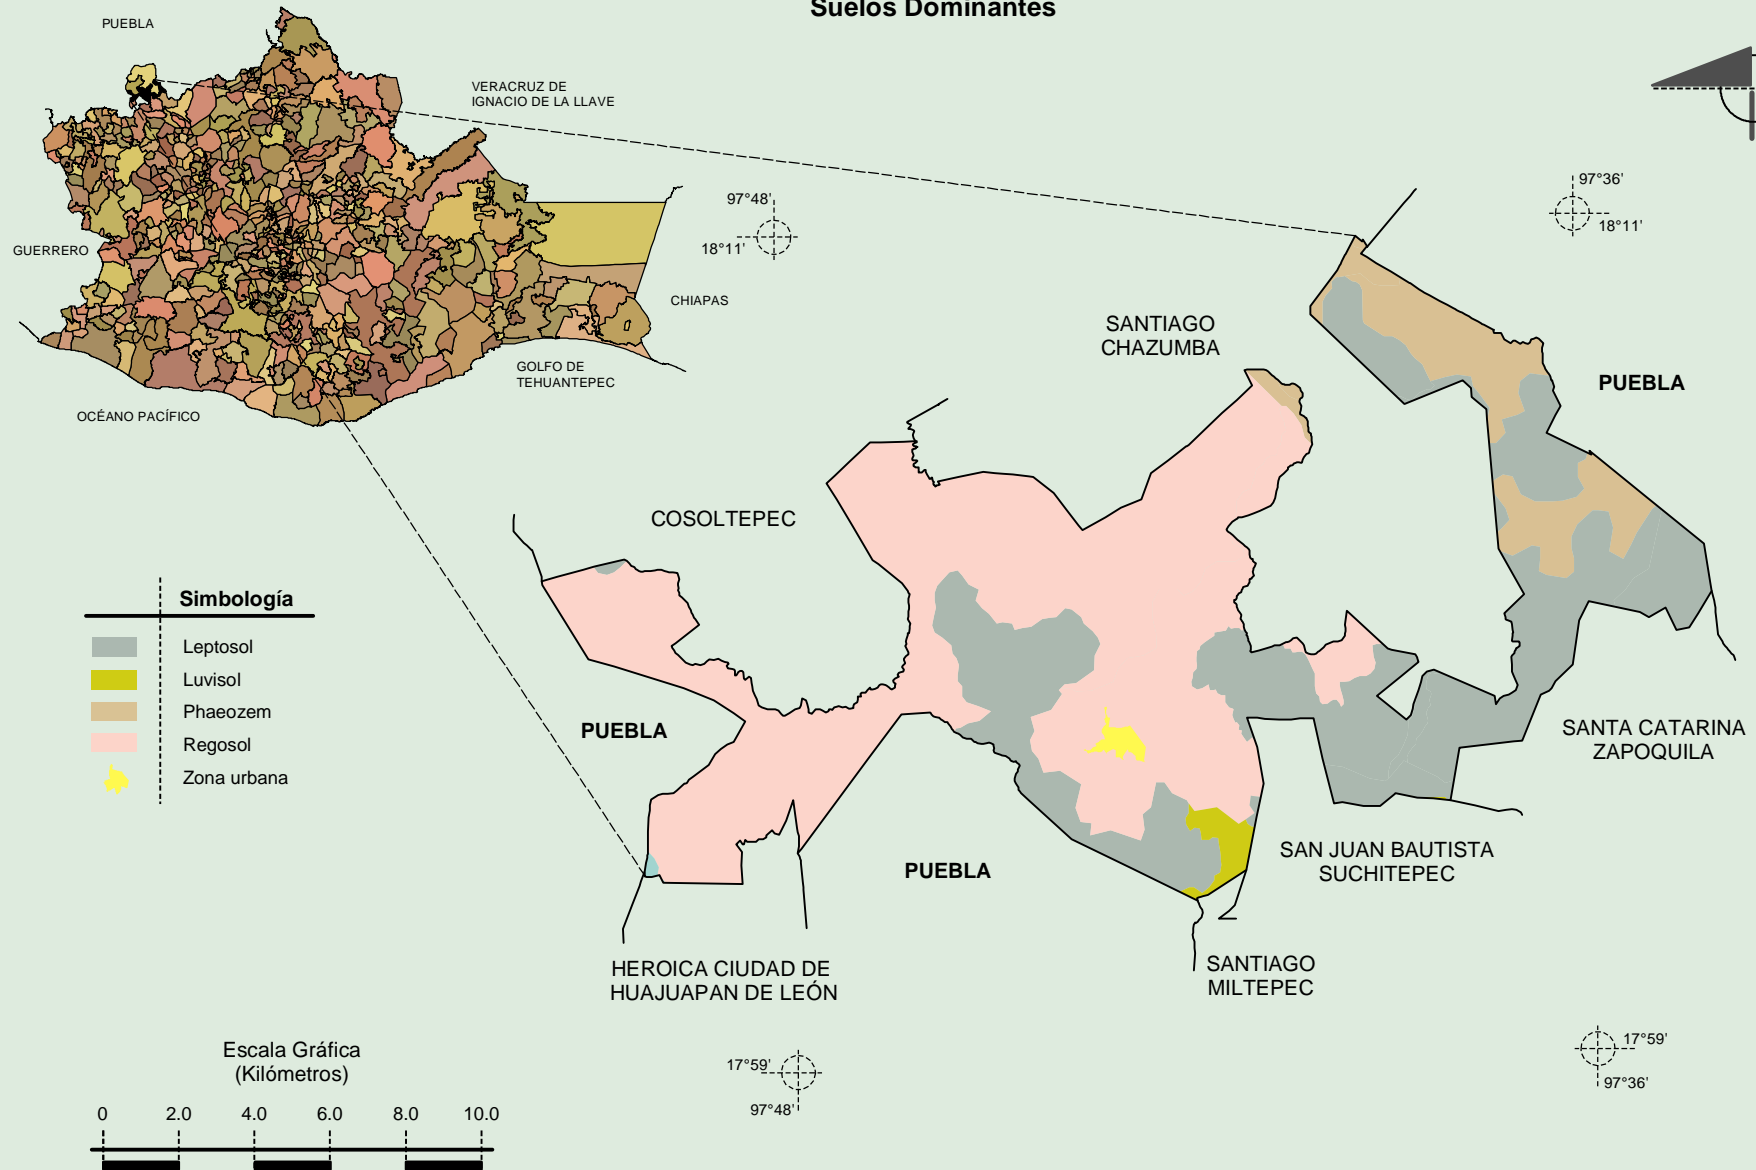 Suelos Dominantes
PUEBLA
VERACRUZ DE
IGNACIO DE LA LLAVE
GUERRERO
CHIAPAS
GOLFO DE
TEHUANTEPEC
OCÉANO PACÍFICO
97°48'
18°11'
97°36'
18°11'
SANTIAGO
CHAZUMBA
PUEBLA
COSOLTEPEC
Simbología
Leptosol
Luvisol
Phaeozem
Regosol
Zona urbana
PUEBLA
SANTA CATARINA
ZAPOQUILA
PUEBLA
SAN JUAN BAUTISTA
SUCHITEPEC
HEROICA CIUDAD DE
HUAJUAPAN DE LEÓN
SANTIAGO
MILTEPEC
Escala Gráfica
(Kilómetros)
0 2.0 4.0 6.0 8.0 10.0
17°59'
97°48'
17°59'
97°36'